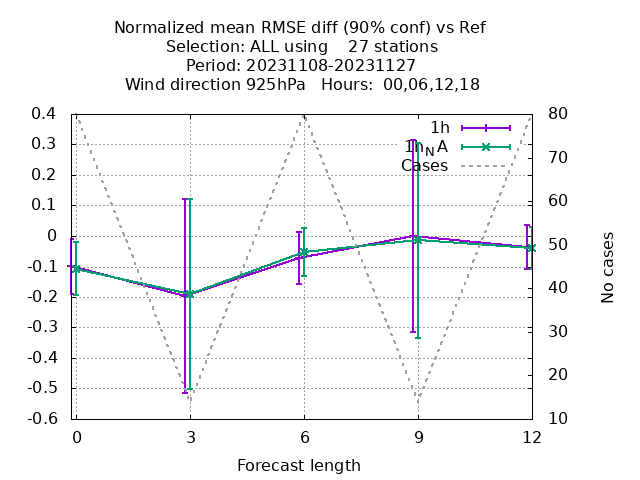 Normalized mean RMSE diff (90% conf) vs Ref
Selection: ALL using    27 stations
Period: 20231108-20231127
Wind direction 925hPa   Hours:  00,06,12,18
0.4
0.3
0.2
0.1
0
-0.1
-0.2
-0.3
-0.4
-0.5
-0.6
80
70
60
50
40
30
20
10
1h
1h_NA
Cases
No cases
0 3 6 9 12
Forecast length